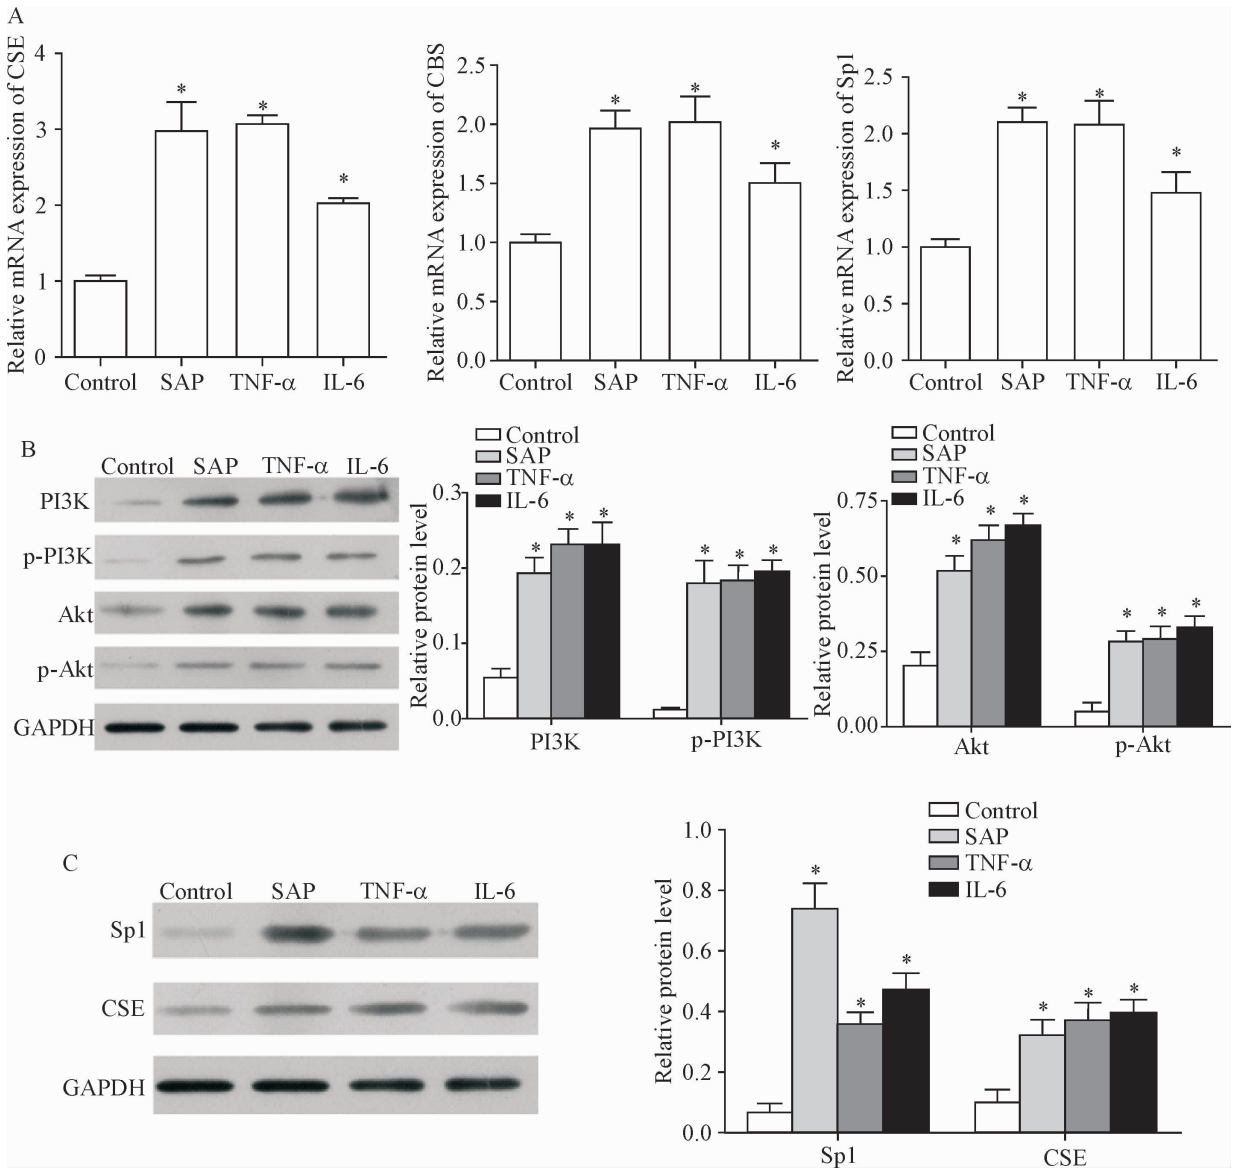 A
Relative mRNA expression of CSE
4
3
2
1
0
*
*
*
Control SAP TNF-α IL-6
Relative mRNA expression of CBS
2.5
2.0
1.5
1.0
0.5
0.0
*
*
*
Control SAP TNF-α IL-6
Relative mRNA expression of Sp1
2.5
2.0
1.5
1.0
0.5
0.0
*
*
*
Control SAP TNF-α IL-6
B
Control SAP TNF-α IL-6
PI3K
p-PI3K
Akt
p-Akt
GAPDH
Control
SAP
TNF-α
IL-6
Relative protein level
0.3
0.2
0.1
0.0
* * *
* * *
PI3K p-PI3K
Control
SAP
TNF-α
IL-6
Relative protein level
0.75
0.50
0.25
0.00
* * *
* * *
Akt p-Akt
C
Control SAP TNF-α IL-6
Sp1
CSE
GAPDH
Control
SAP
TNF-α
IL-6
Relative protein level
1.0
0.8
0.6
0.4
0.2
0.0
* * *
* * *
Sp1 CSE